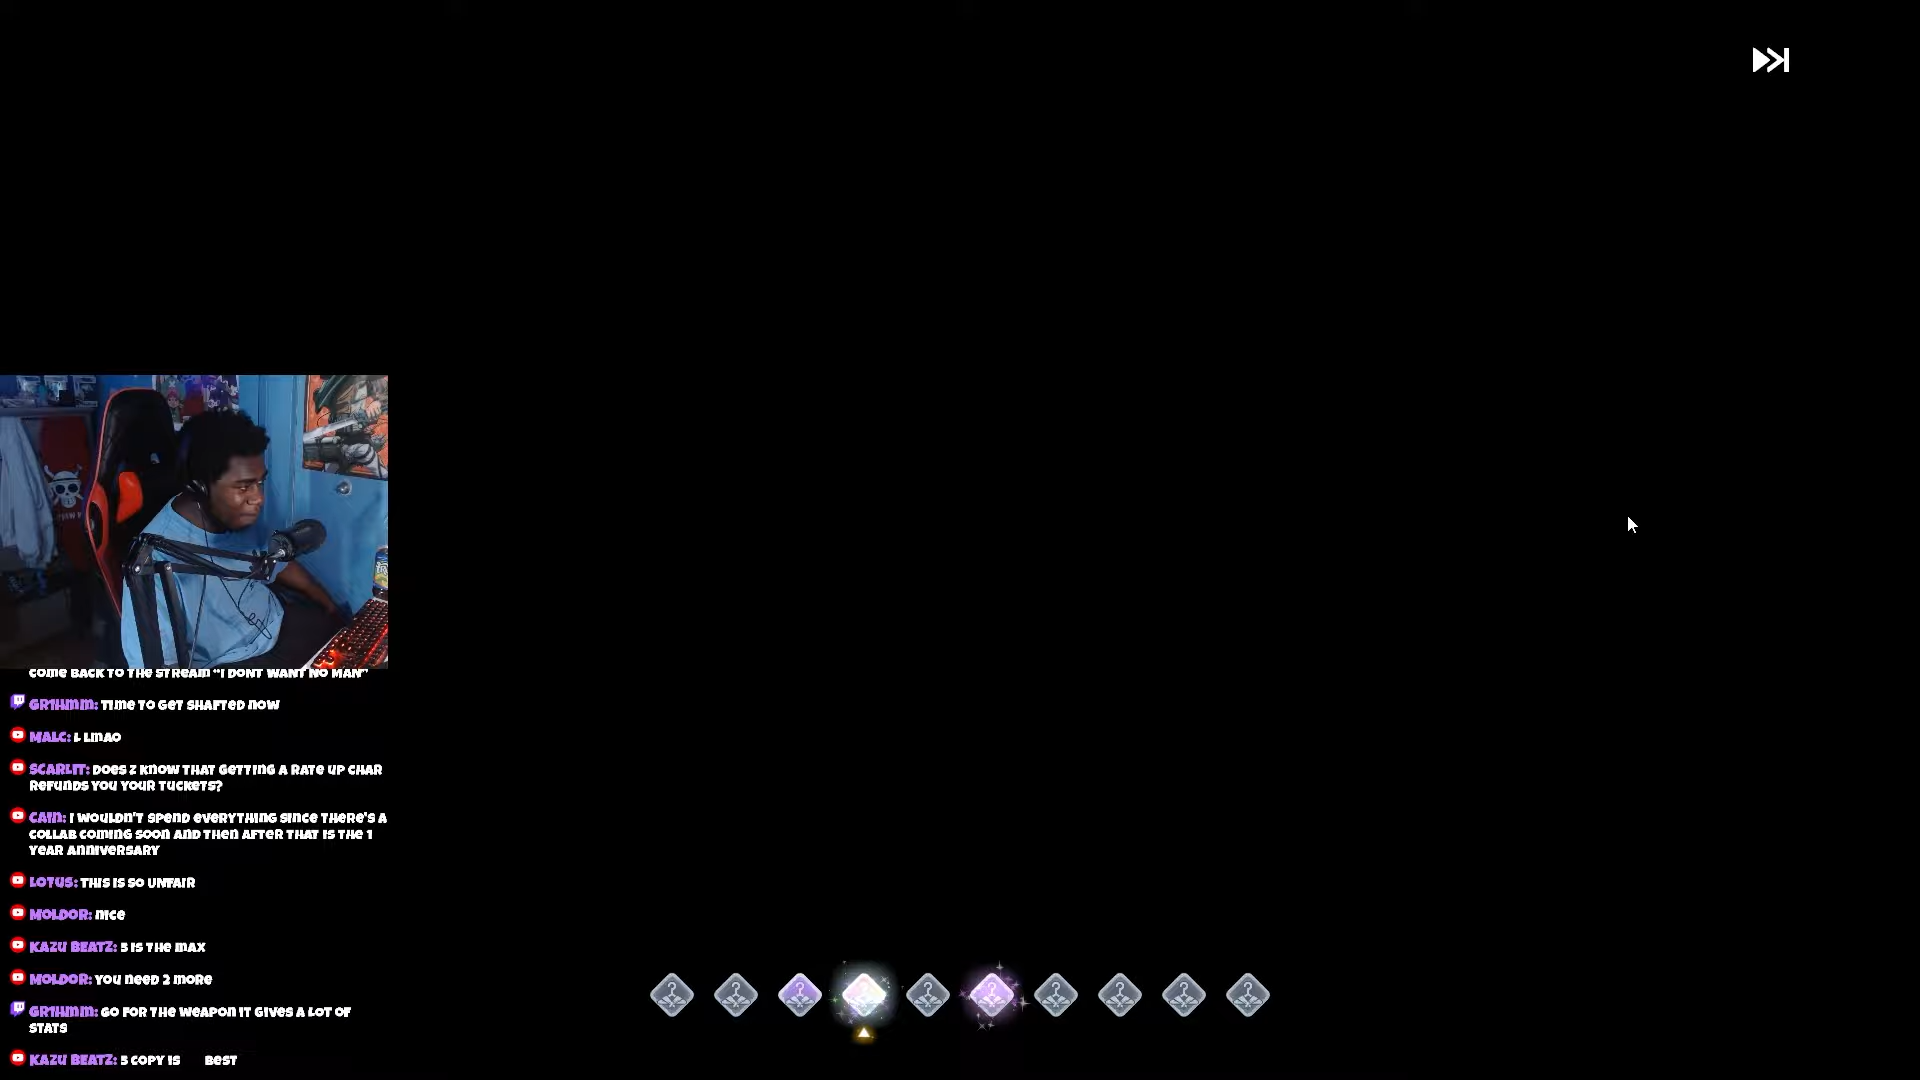 COME BACK TO THE STREAM "I DONT WANT NO MAN"
GR1HMM: TIME TO GET SHAFTED NOW
MALC: L LMAO
SCARLIT: DOES Z KNOW THAT GETTING A RATE UP CHAR
REFUNDS YOU YOUR TUCKETS?
CAIN: I WOULDN'T SPEND EVERYTHING SINCE THERE'S A
COLLAB COMING SOON AND THEN AFTER THAT IS THE 1
YEAR ANNIVERSARY
LOTUS: THIS IS SO UNFAIR
MOLDOR: NICE
KAZU BEATZ: 5 IS THE MAX
MOLDOR: YOU NEED 2 MORE
GR1HMM: GO FOR THE WEAPON IT GIVES A LOT OF
STATS
KAZU BEATZ: 5 COPY IS BEST